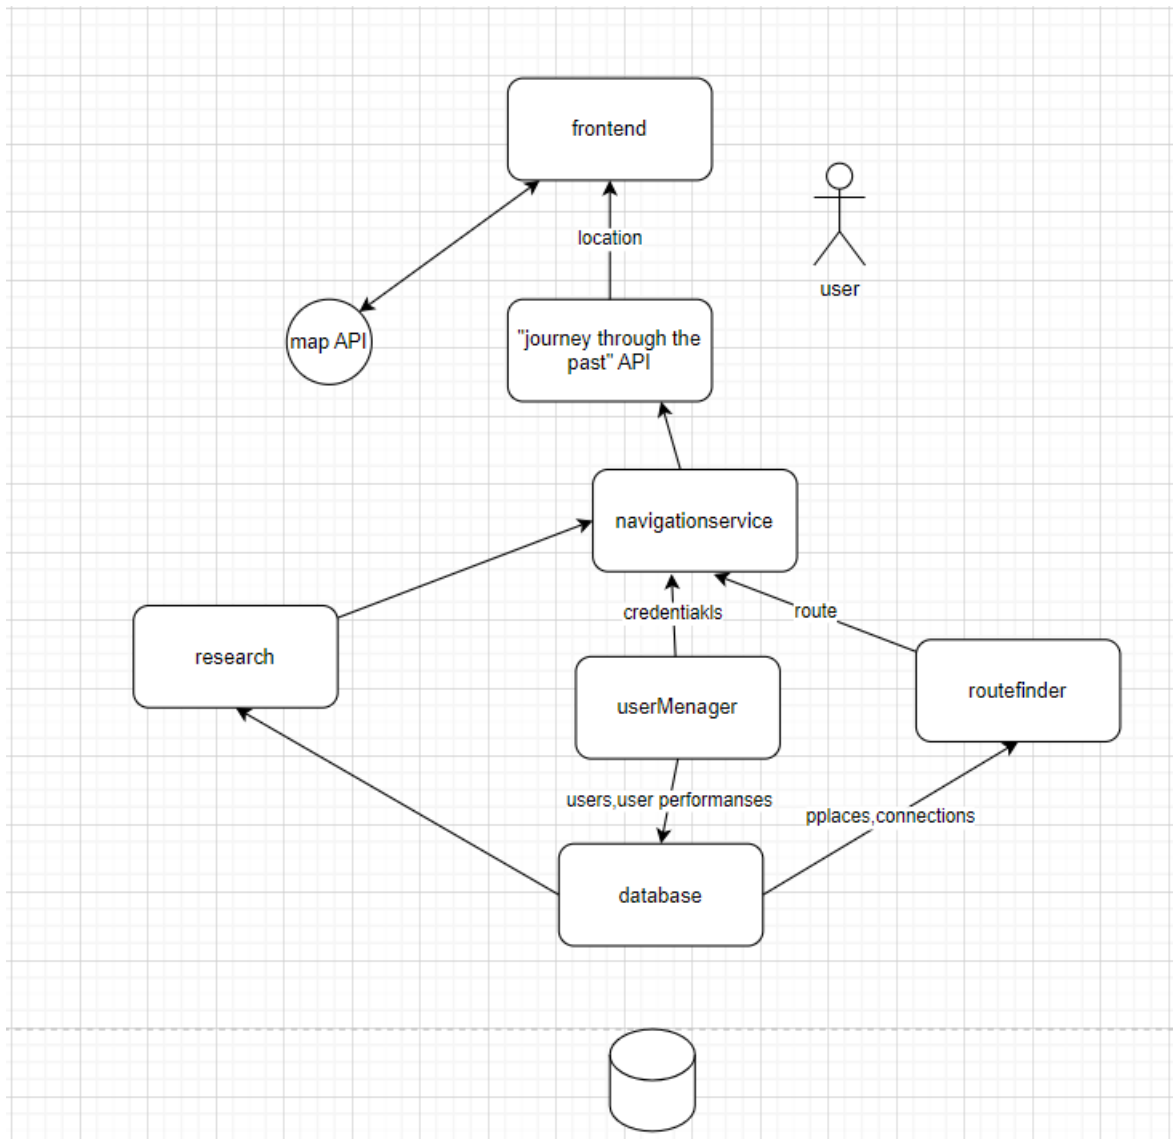 frontend
location
user
map API
"journey through the
past" API
navigationservice
credentiakls
route
research
userMenager
routefinder
users,user performanses
pplaces,connections
database